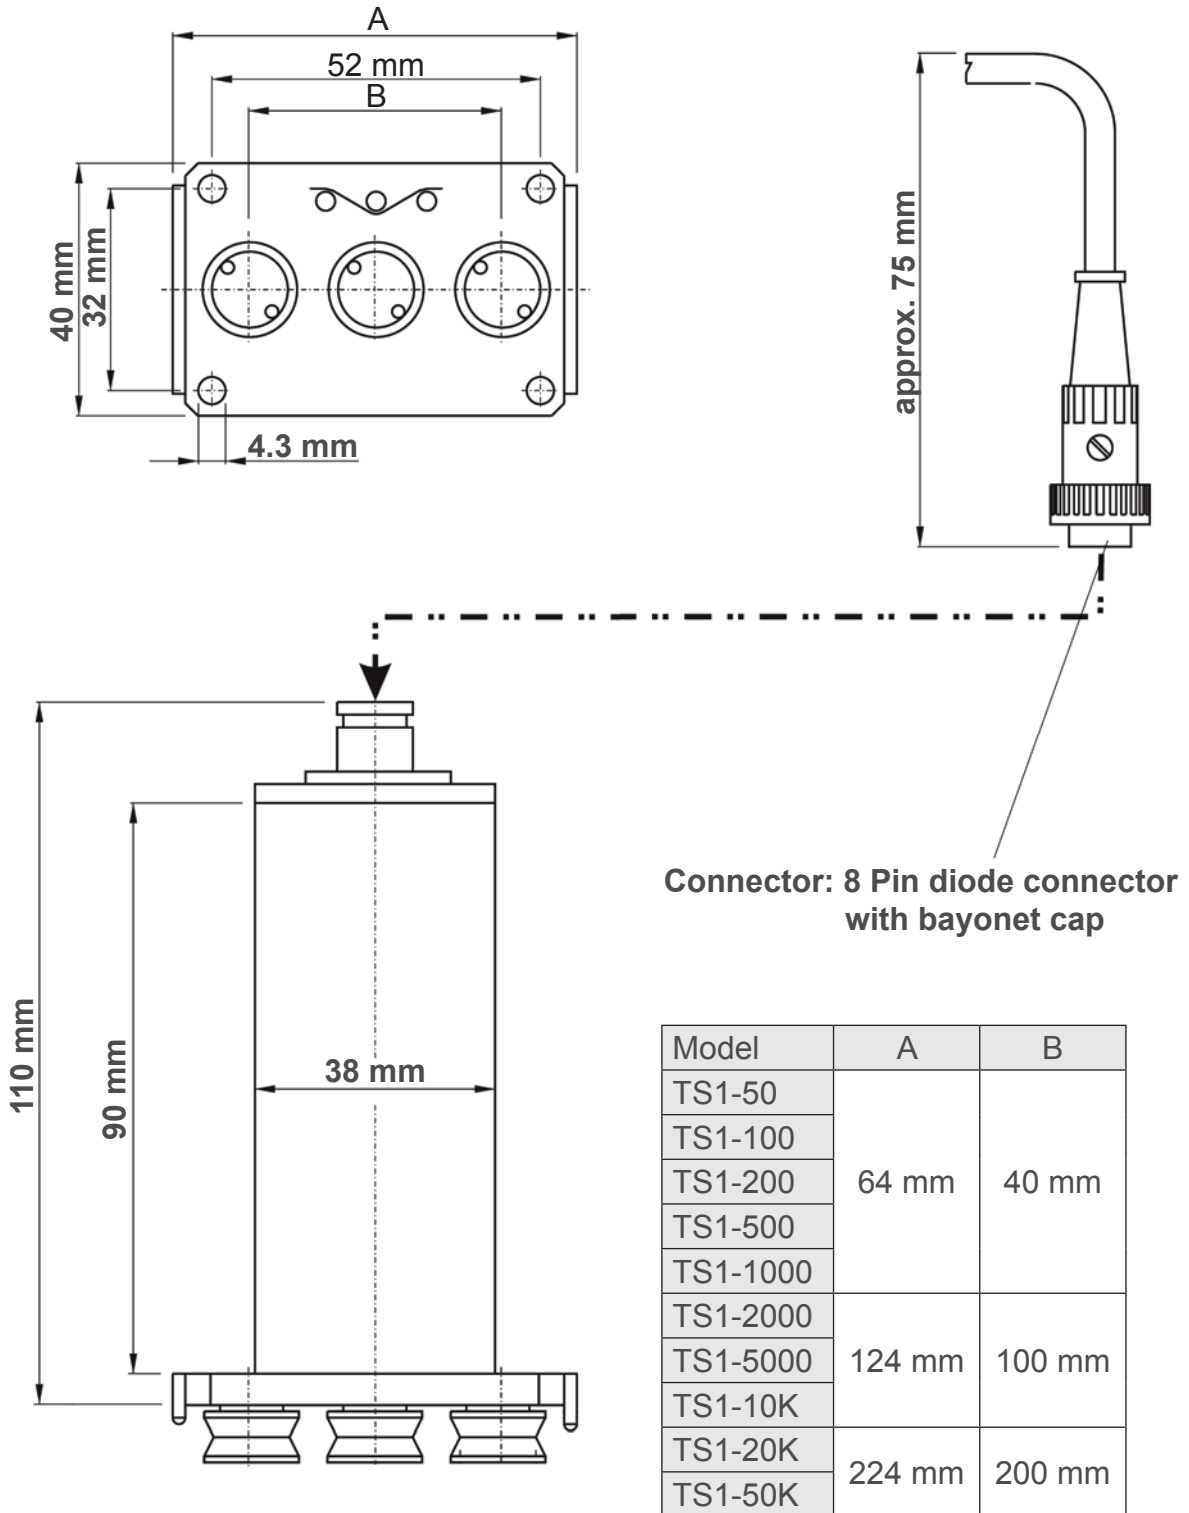 A
52 mm
B
40 mm
32 mm
4.3 mm
approx. 75 mm
110 mm
90 mm
38 mm
Connector: 8 Pin diode connector
with bayonet cap
Model A B
TS1-50
TS1-100
TS1-200 64 mm 40 mm
TS1-500
TS1-1000
TS1-2000
TS1-5000 124 mm 100 mm
TS1-10K
TS1-20K
224 mm 200 mm
TS1-50K